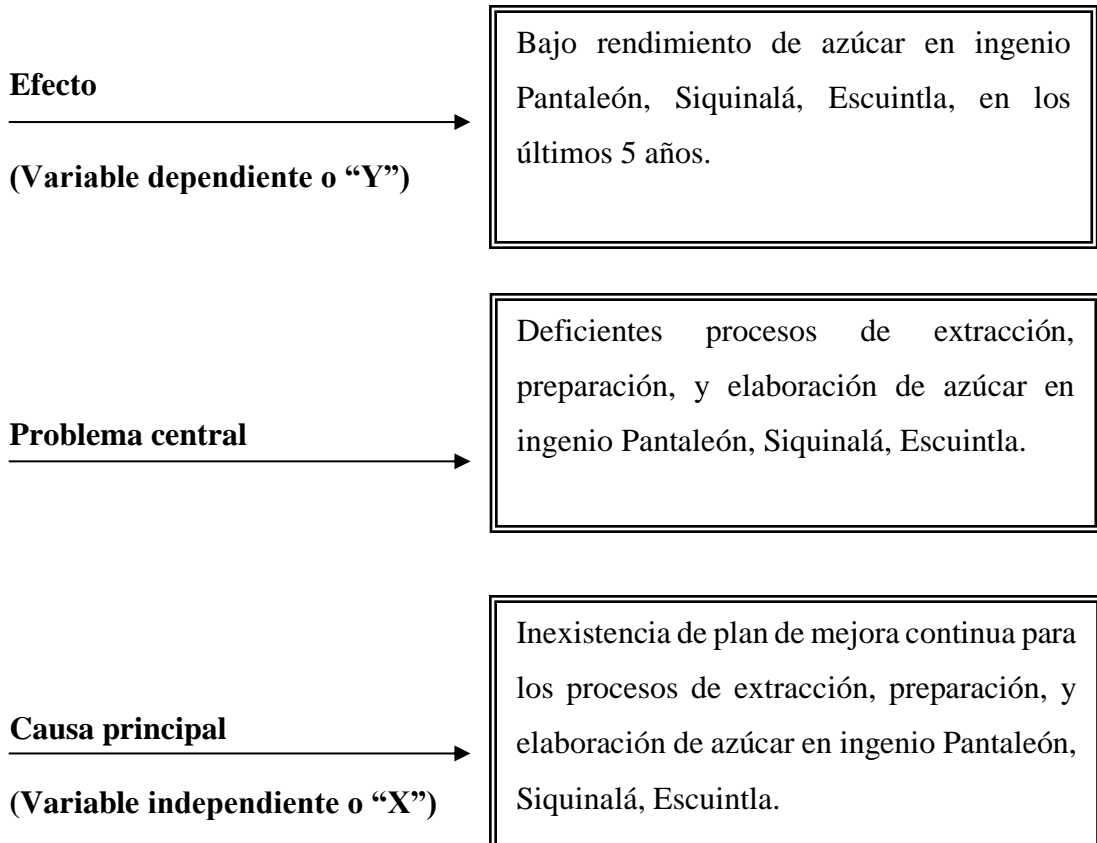 Efecto
(Variable dependiente o “Y”)
Bajo rendimiento de azúcar en ingenio
Pantaleón, Siquinalá, Escuintla, en los
últimos 5 años.
Problema central
Deficientes procesos de extracción,
preparación, y elaboración de azúcar en
ingenio Pantaleón, Siquinalá, Escuintla.
Causa principal
(Variable independiente o “X”)
Inexistencia de plan de mejora continua para
los procesos de extracción, preparación, y
elaboración de azúcar en ingenio Pantaleón,
Siquinalá, Escuintla.